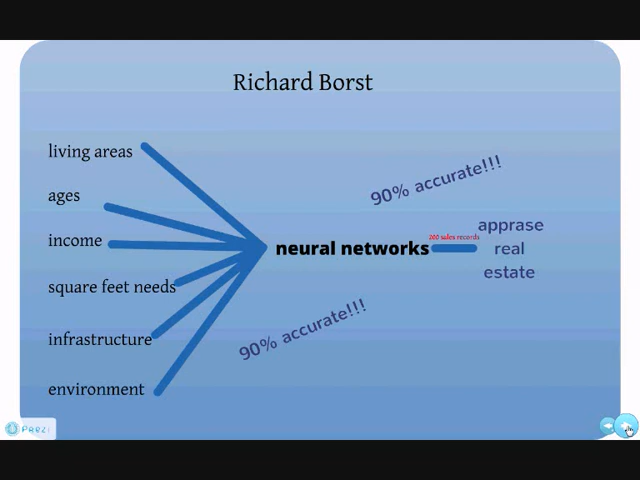 Richard Borst
living areas
ages
income
square feet needs
infrastructure
environment
neural networks
90% accurate!!!
90% accurate!!!
200 sales records
apprase
real
estate
Prezi